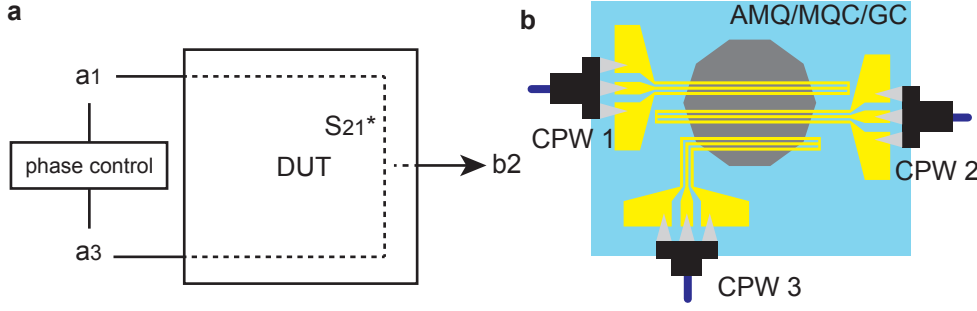 a
a1
phase control
a3
S21*
DUT
b2
b
AMQ/MQC/GC
CPW 1
CPW 2
CPW 3